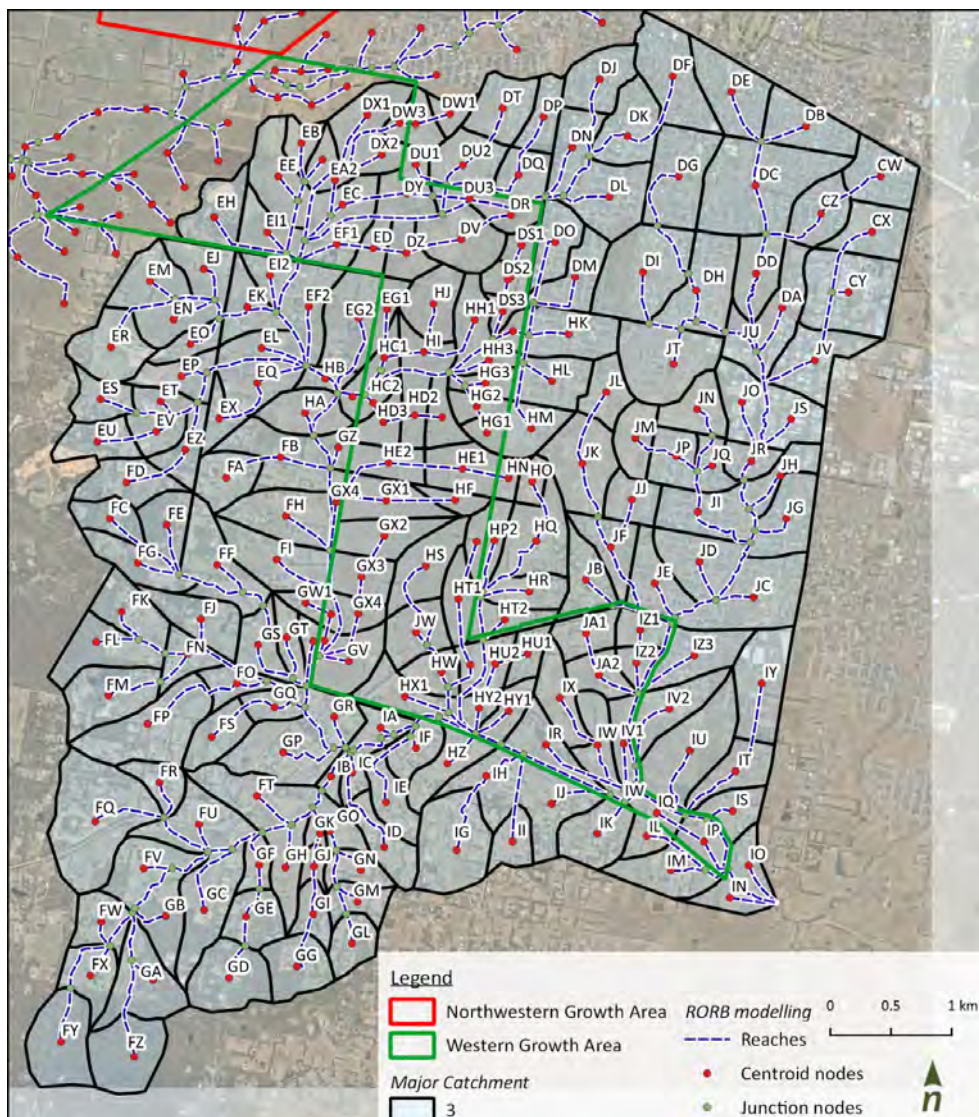 DF
DJ
DE
DX1
DT
DP
DK
DB
DW3
DW1
EB
DN
DX2
EE
EA2
DU1
DU2
DQ
DG
CW
DY
DU3
DL
DC
EC
DR
CZ
EH
EI1
EF1
ED
DZ
DV
DS1
DO
CX
EI2
DS2
DM
DI
DH
DD
CY
EM
EJ
EK
EF2
EG2
EG1
HJ
DS3
DA
EN
HH1
HK
JU
ER
EO
EL
HC1
HI
HH3
JT
JV
EP
HB
HC2
HG3
HL
JL
ES
ET
EQ
HA
HD3
HD2
HG2
JN
JO
JS
EU
EV
EX
HG1
HM
EZ
FB
GZ
JM
JP
JQ
JR
FD
FA
HE2
HE1
HN
HO
JK
JH
GX4
GX1
HF
JJ
JI
FC
FE
FH
GX2
HQ
JG
FG
FF
FI
HS
HP2
JF
JD
GX3
JB
JE
JC
FK
FJ
GW1
GX4
HT1
HR
FL
GS
GT
JW
HT2
JA1
IZ1
FN
GV
HW
HU2
HU1
IZ2
IZ3
FM
FO
GQ
HX1
JA2
IY
FP
FS
GR
IA
HY2
HY1
IX
IV2
GP
IF
HZ
IR
IW
IV1
IU
FR
IB
IC
IH
IT
FQ
FT
IE
IJ
IW
IQ
IS
FU
GK
GO
ID
IG
II
IK
IL
IP
FV
GF
GH
GJ
GN
IM
IO
FW
GB
GC
GE
GI
GM
IN
GL
FX
GA
GD
GG
FY
FZ
Legend
Northwestern Growth Area
Western Growth Area
Major Catchment
3
RORB modelling
Reaches
Centroid nodes
Junction nodes
0 0.5 1 km
n